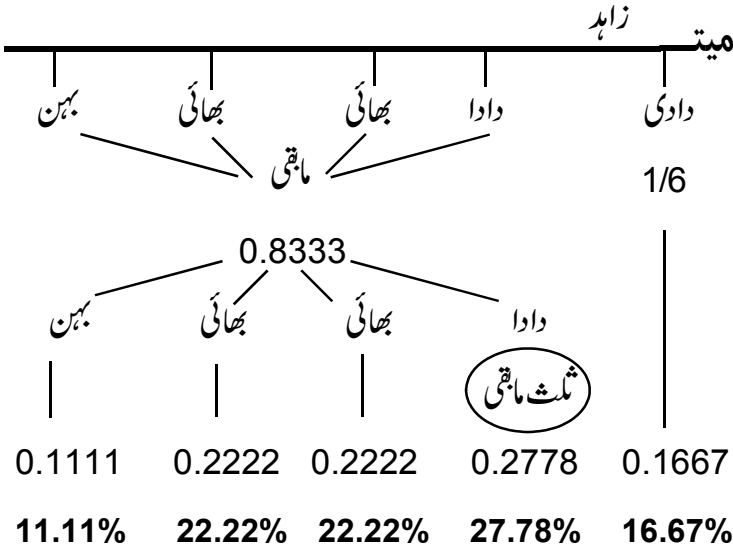 زاہد
میت
دادی دادا بھائی بھائی بہن
1/6 مابقی
0.8333
دادا بھائی بھائی بہن
ثلث مابقی
0.1111 0.2222 0.2222 0.2778 0.1667
11.11% 22.22% 22.22% 27.78% 16.67%